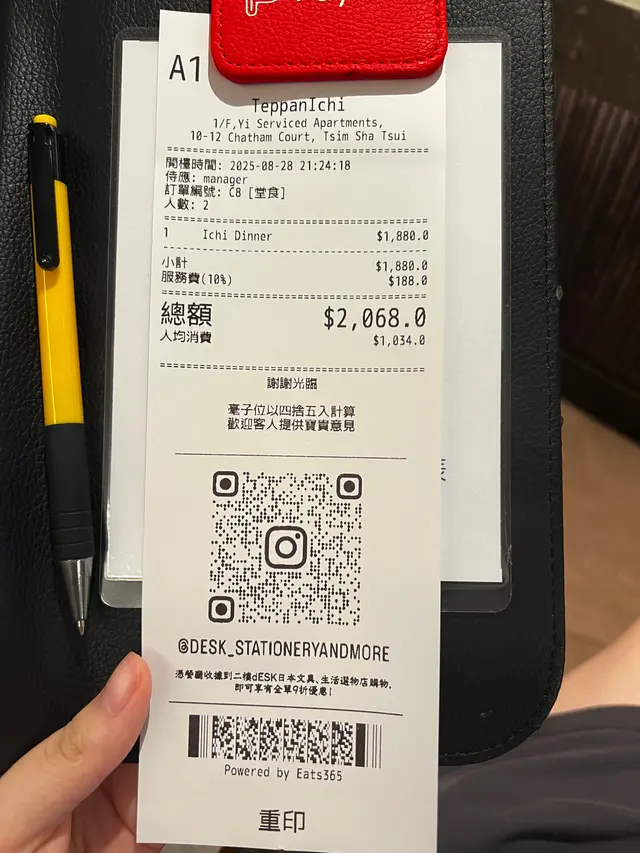 A1
TeppanIchi
1/F,Yi Serviced Apartments,
10-12 Chatham Court, Tsim Sha Tsui
開檯時間: 2025-08-28 21:24:18
侍應: manager
訂單編號: C8 [堂食]
人數: 2
1 Ichi Dinner $1,880.0
小計 $1,880.0
服務費(10%) $188.0
總額 $2,068.0
人均消費 $1,034.0
謝謝光臨
毫子位以四捨五入計算
歡迎客人提供寶貴意見
@DESK_STATIONERYANDMORE
憑餐廳收據到二樓dESK日本文具、生活選物店購物,
即可享有全單9折優惠!
Powered by Eats365
重印